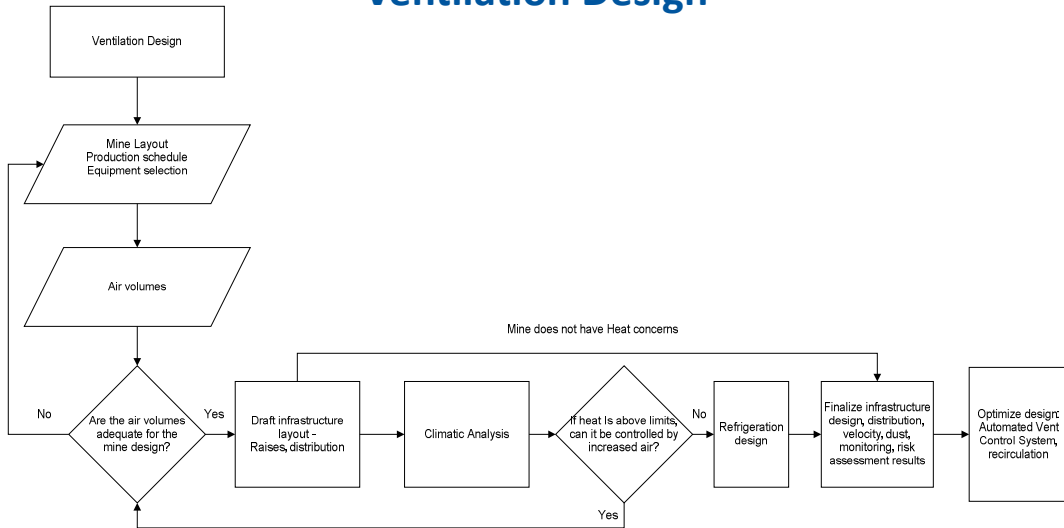 Ventilation Design
Ventilation Design
Mine Layout
Production schedule
Equipment selection
Air volumes
Mine does not have Heat concerns
No
Are the air volumes
adequate for the
mine design?
Yes
Draft infrastructure
layout -
Raises, distribution
Climatic Analysis
If heat Is above limits,
can it be controlled by
increased air?
No
Yes
Refrigeration
design
Finalize infrastructure
design, distribution,
velocity, dust,
monitoring, risk
assessment results
Optimize design:
Automated Vent
Control System,
recirculation